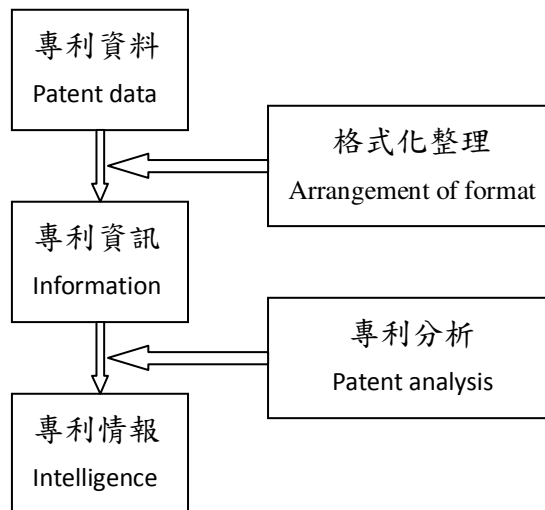 專利資料
Patent data
格式化整理
Arrangement of format
專利資訊
Information
專利分析
Patent analysis
專利情報
Intelligence